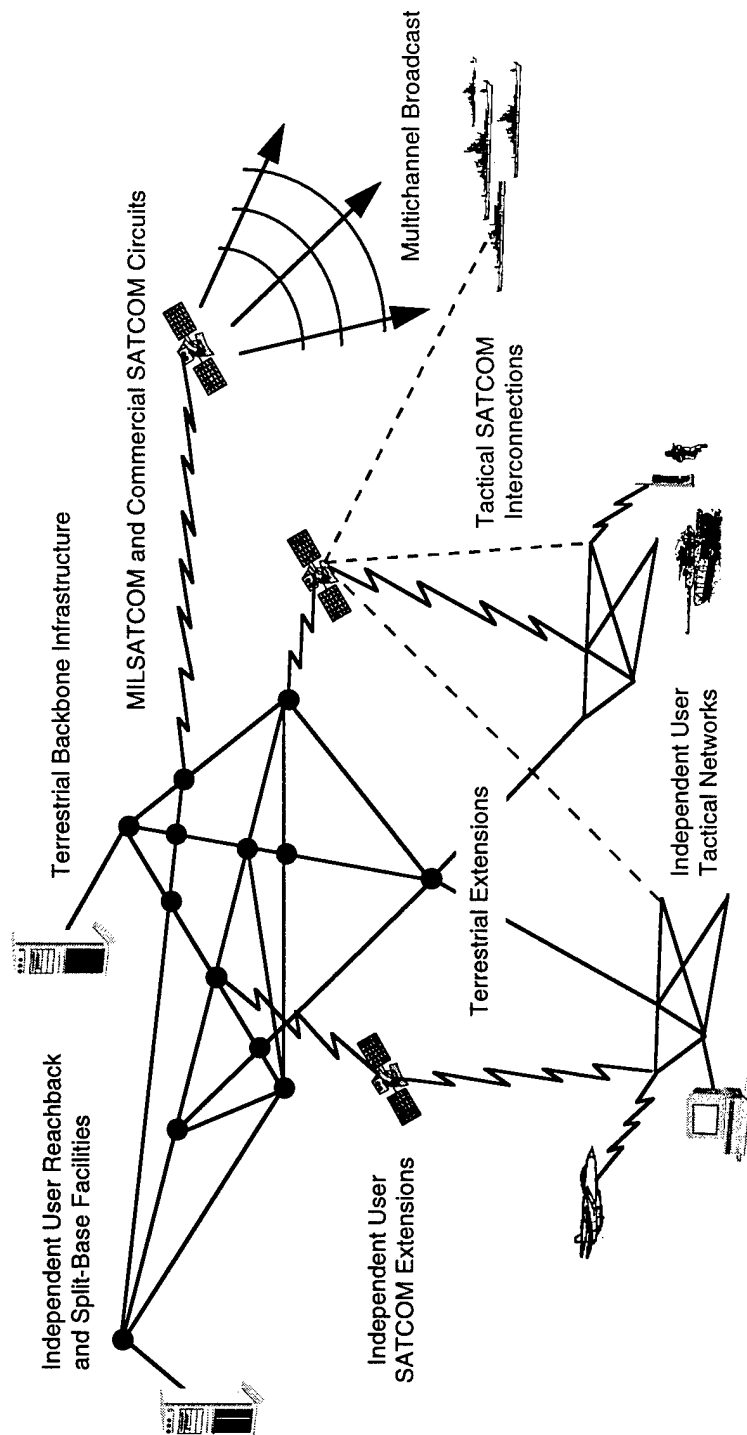 Independent User Reachback
and Split-Base Facilities
Terrestrial Backbone Infrastructure
MILSATCOM and Commercial SATCOM Circuits
Multichannel Broadcast
Independent User
SATCOM Extensions
Terrestrial Extensions
Tactical SATCOM
Interconnections
Independent User
Tactical Networks